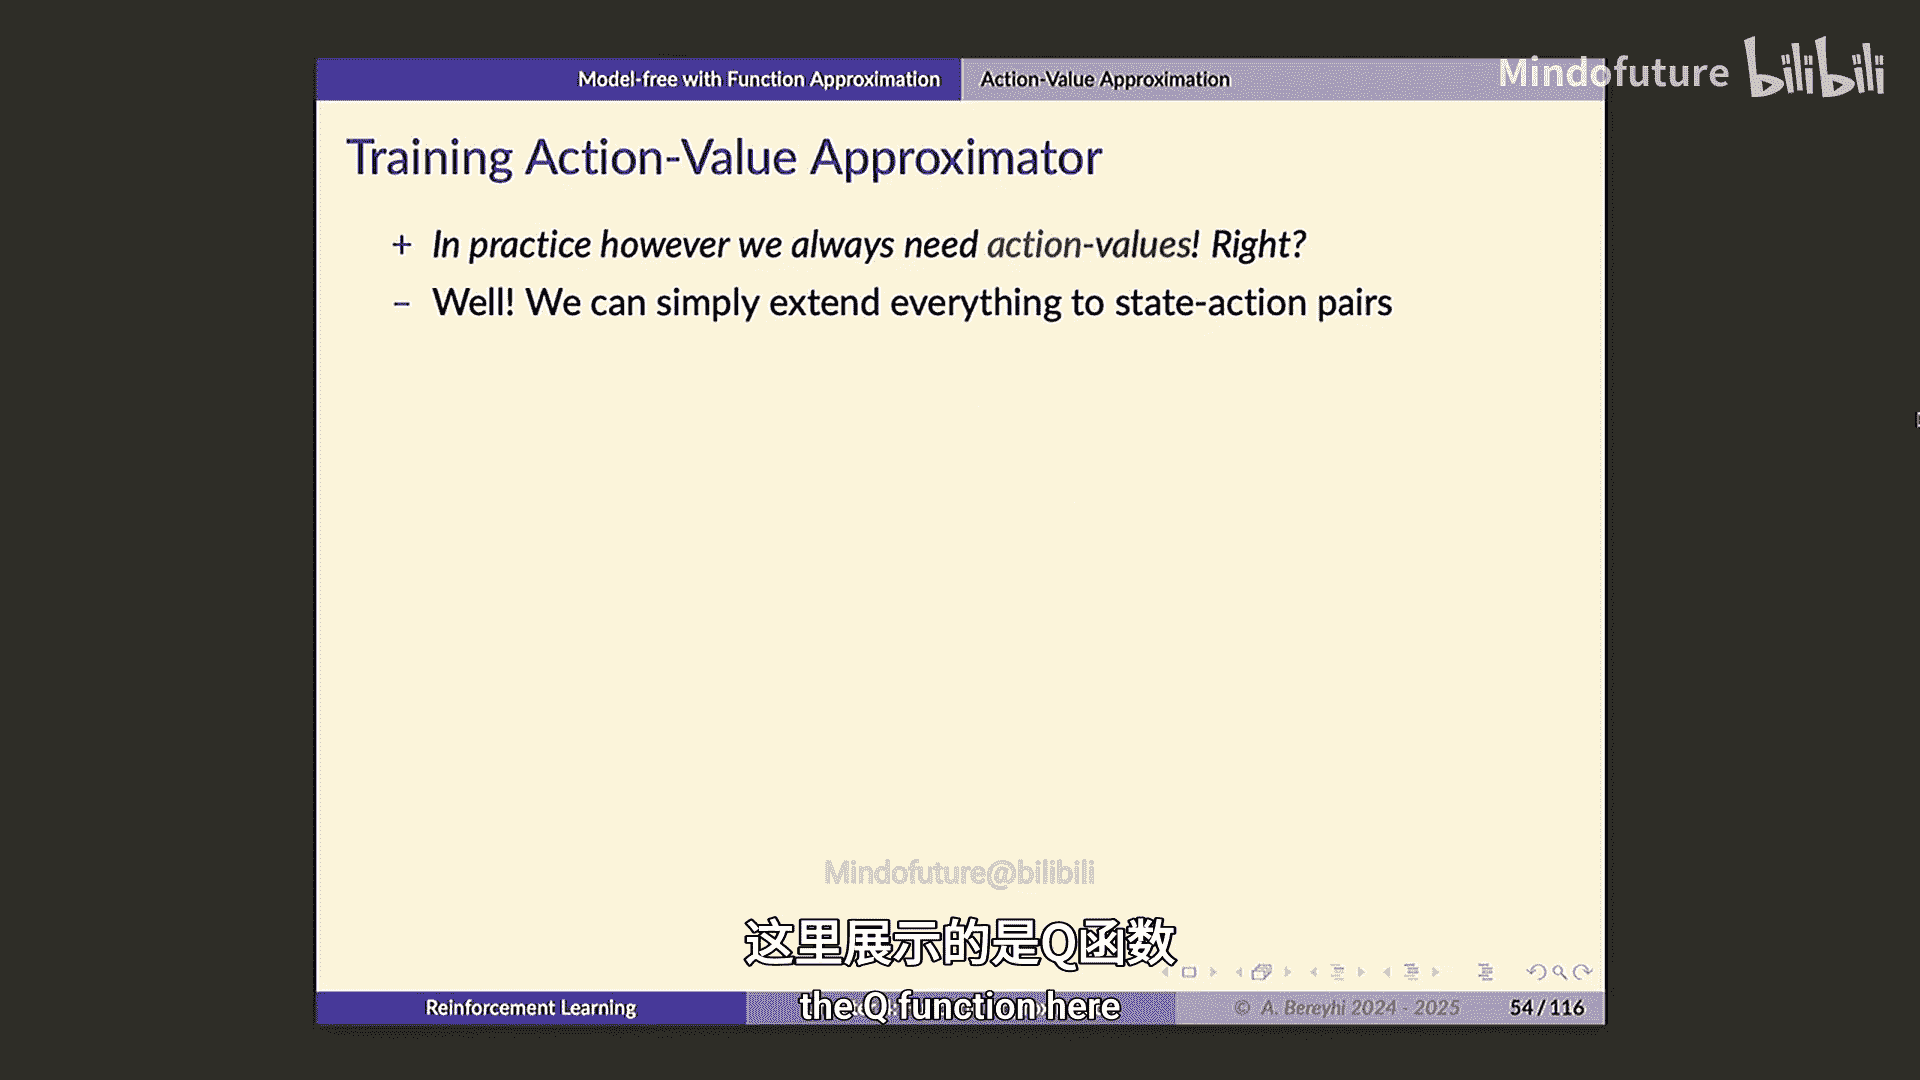 Model-free with Function Approximation
Action-Value Approximation
Mindofuture bilibili
Training Action-Value Approximator
+ In practice however we always need action-values! Right?
– Well! We can simply extend everything to state-action pairs
Mindofuture@bilibili
这里展示的是Q函数
the Q function here
Reinforcement Learning
© A. Bereyhi 2024 - 2025
54 / 116